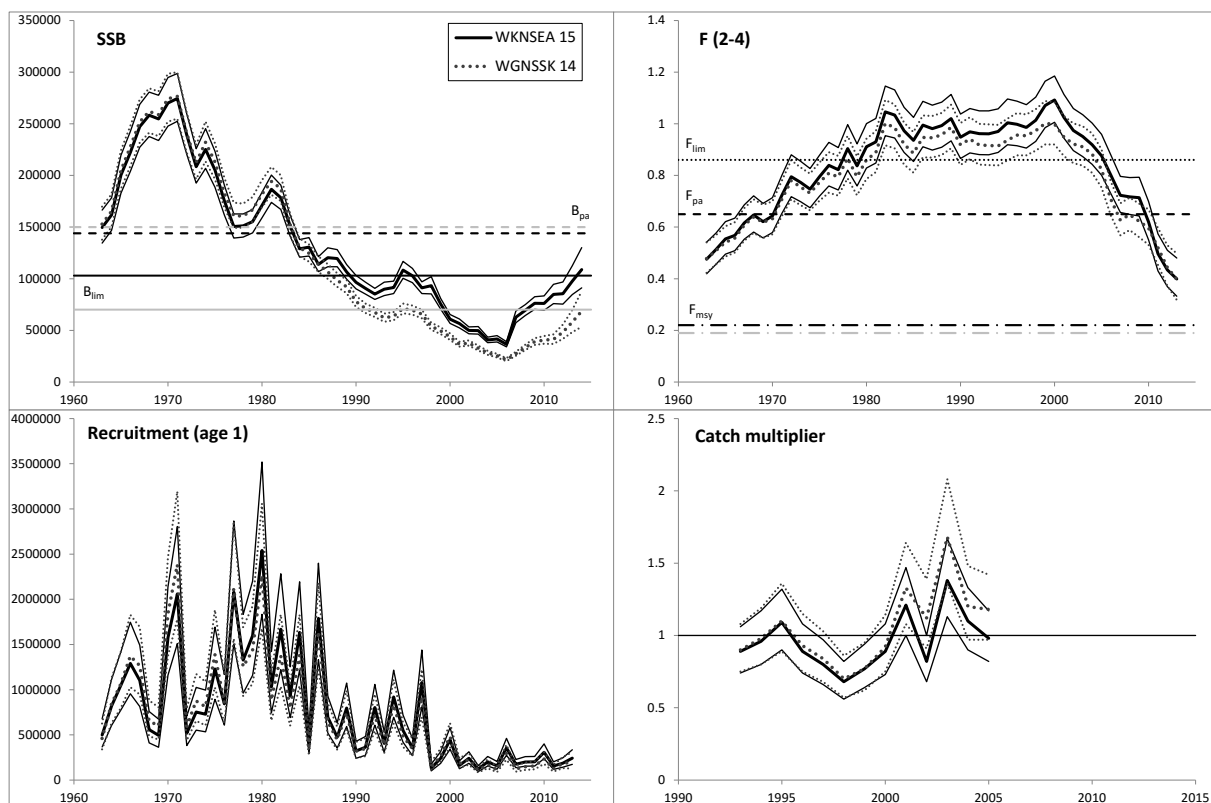 SSB
350000
300000
250000
200000
150000
100000
50000
0
1960 1970 1980 1990 2000 2010
WKNSEA 15
WGNSSK 14
Bpa
Blim
F (2-4)
1.4
1.2
1
0.8
0.6
0.4
0.2
0
1960 1970 1980 1990 2000 2010
Flim
Fpa
Fmsy
Recruitment (age 1)
4000000
3500000
3000000
2500000
2000000
1500000
1000000
500000
0
1960 1970 1980 1990 2000 2010
Catch multiplier
2.5
2
1.5
1
0.5
0
1990 1995 2000 2005 2010 2015